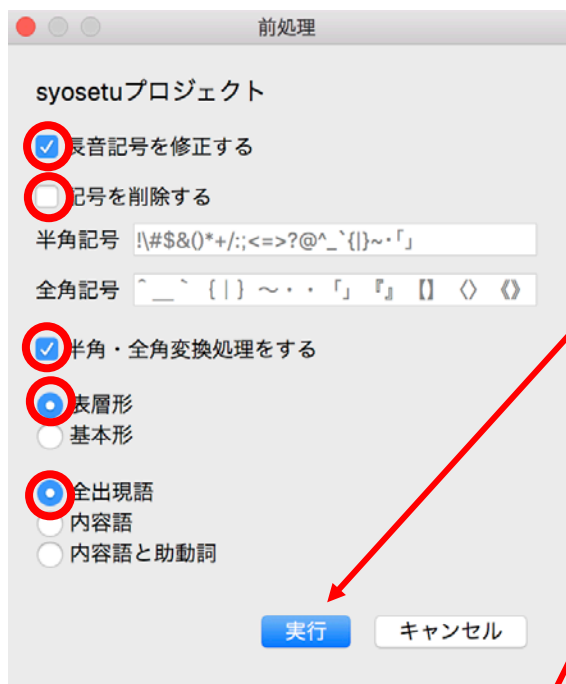 前処理
syosetuプロジェクト
長音記号を修正する
記号を削除する
半角記号 !\#$&()*+/:;<=>?@^_`{|}~・「」
全角記号 ＾＿｀｛｜｝〜・・「」『』【】〈〉《》
半角・全角変換処理をする
表層形
基本形
全出現語
内容語
内容語と助動詞
実行 キャンセル